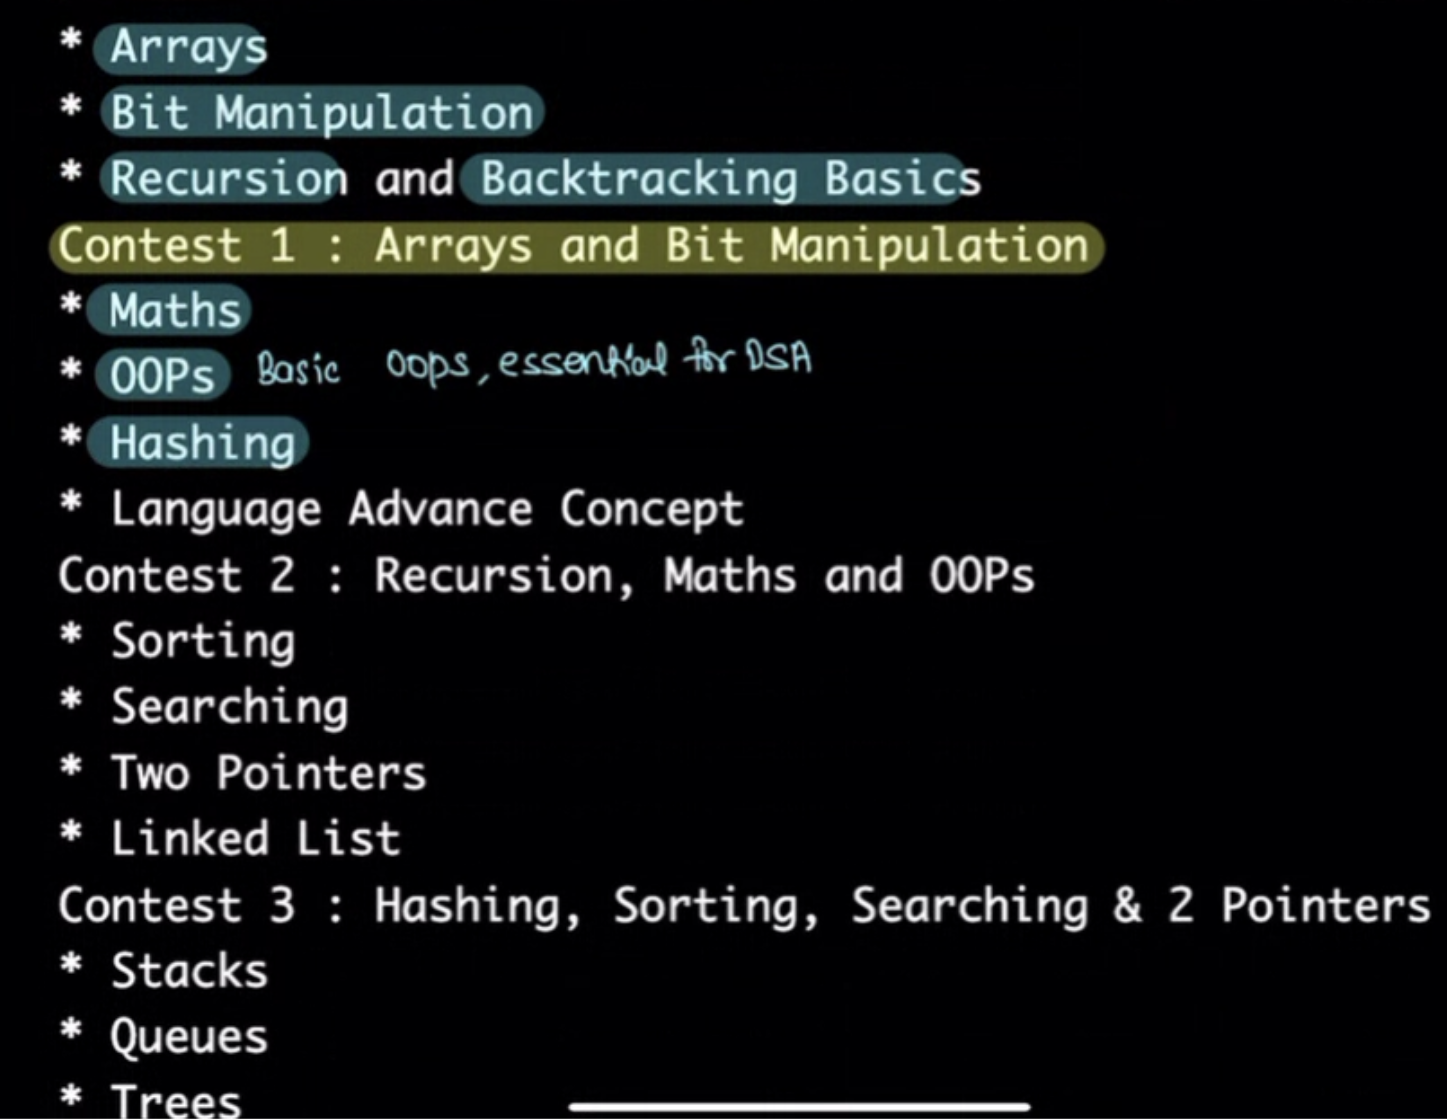 * Arrays
* Bit Manipulation
* Recursion and Backtracking Basics
Contest 1 : Arrays and Bit Manipulation
* Maths
* OOPs Basic Oops, essential for DSA
* Hashing
* Language Advance Concept
Contest 2 : Recursion, Maths and OOPs
* Sorting
* Searching
* Two Pointers
* Linked List
Contest 3 : Hashing, Sorting, Searching & 2 Pointers
* Stacks
* Queues
* Trees